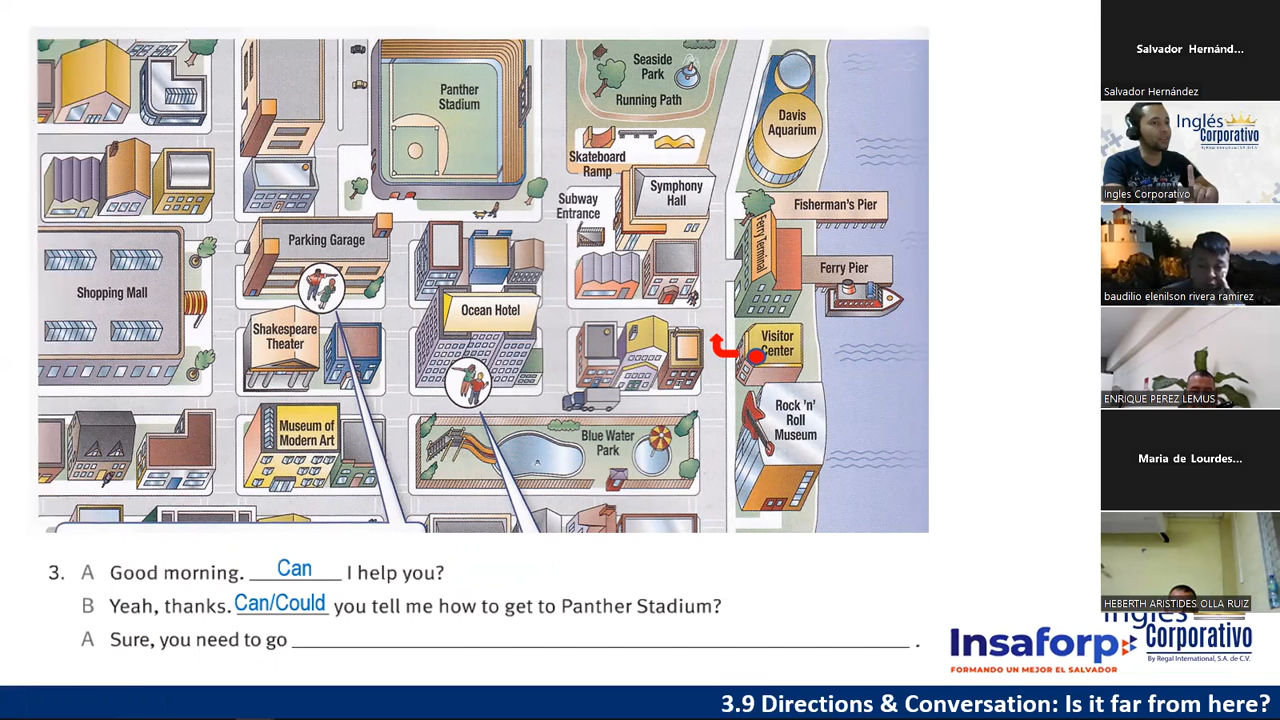 Panther
Stadium
Seaside
Park
Running Path
Davis
Aquarium
Skateboard
Ramp
Subway
Entrance
Symphony
Hall
Fisherman's Pier
Parking Garage
Ferry Terminal
Ferry Pier
Shopping Mall
Ocean Hotel
Shakespeare
Theater
Visitor
Center
Museum of
Modern Art
Blue Water
Park
Rock 'n'
Roll
Museum
3. A Good morning. Can I help you?
B Yeah, thanks. Can/Could you tell me how to get to Panther Stadium?
A Sure, you need to go ______ .
Insaforp
FORMANDO UN MEJOR EL SALVADOR
Inglés
Corporativo
By Regal International, S.A. de C.V.
3.9 Directions & Conversation: Is it far from here?
Salvador Hernánd...
Salvador Hernández
Inglés
Corporativo
Ingles Corporativo
baudilio elenilson rivera ramirez
ENRIQUE PEREZ LEMUS
Maria de Lourdes...
HEBERTH ARISTIDES OLLA RUIZ